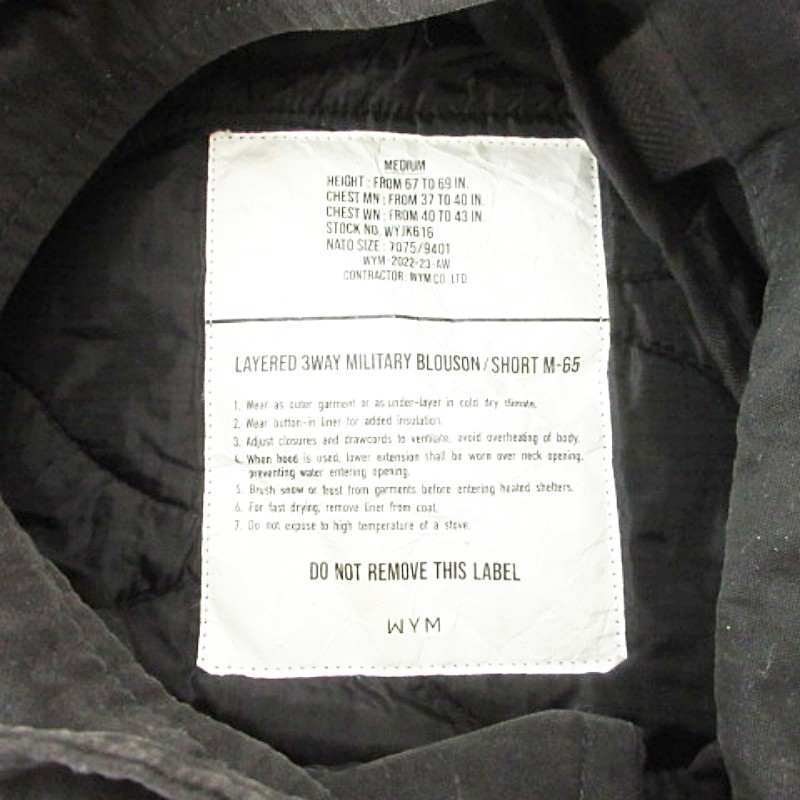 MEDIUM
HEIGHT : FROM 67 TO 69 IN.
CHEST MN : FROM 37 TO 40 IN.
CHEST WN : FROM 40 TO 43 IN.
STOCK NO. WYJK616
NATO SIZE : 7075/9401
WYM-2022-23-AW
CONTRACTOR: WYM CO. LTD
LAYERED 3WAY MILITARY BLOUSON / SHORT M-65
1. Wear as outer garment or as under-layer in cold dry
2. Wear button-in liner for added insulation.
3. Adjust closures and drawcords to ventilate, avoid overheating of body.
4. When hood is used, lower extension shall be worn over neck opening,
preventing water entering opening.
5. Brush snow or frost from garments before entering heated shelters.
6. For fast drying, remove liner from coat.
7. Do not expose to high temperature of a stove.
DO NOT REMOVE THIS LABEL
WYM